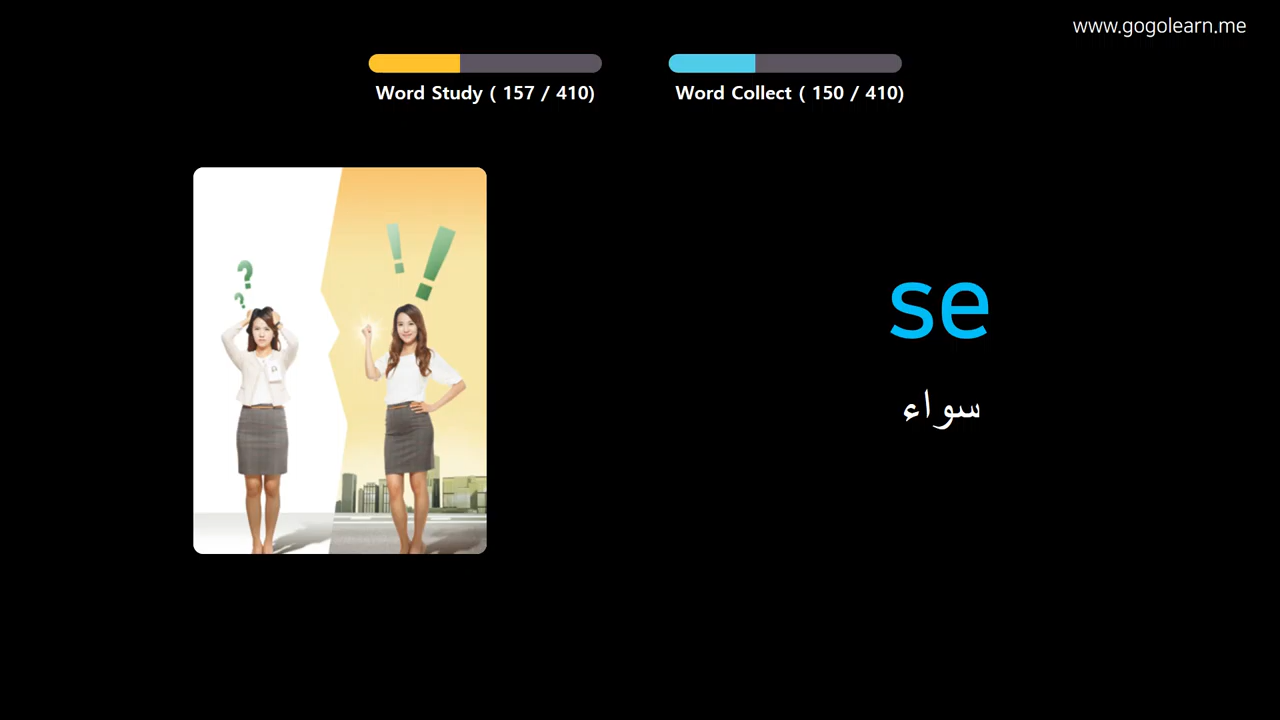 www.gogolearn.me
Word Study ( 157 / 410)
Word Collect ( 150 / 410)
? ?
! !
se
سواء